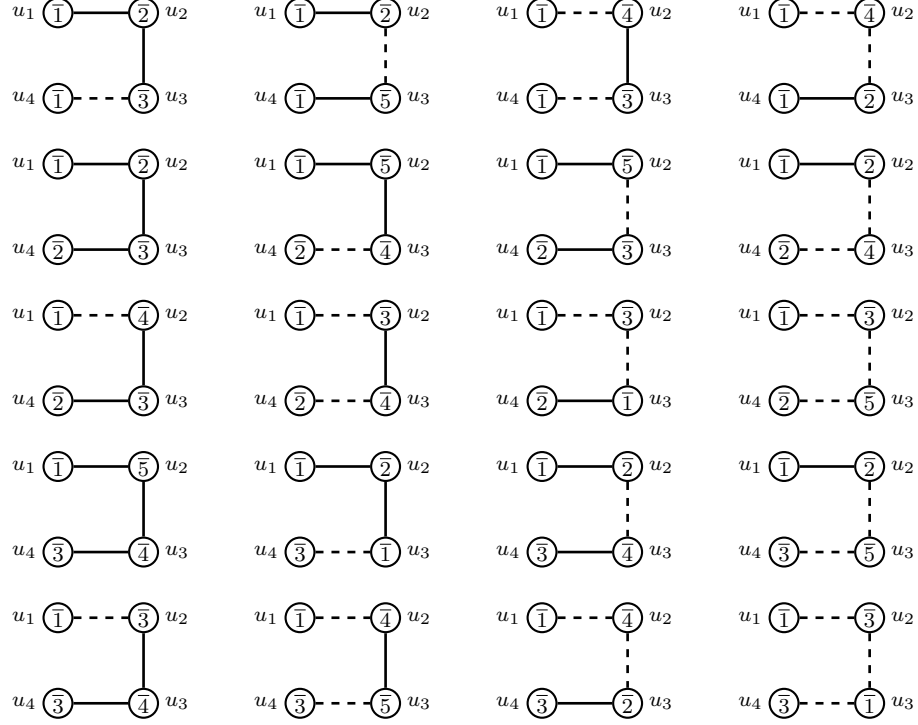 u₁ 1̅ 2̅ u₂ u₁ 1̅ 2̅ u₂ u₁ 1̅ 4̅ u₂ u₁ 1̅ 4̅ u₂
u₄ 1̅ 3̅ u₃ u₄ 1̅ 5̅ u₃ u₄ 1̅ 3̅ u₃ u₄ 1̅ 2̅ u₃
u₁ 1̅ 2̅ u₂ u₁ 1̅ 5̅ u₂ u₁ 1̅ 5̅ u₂ u₁ 1̅ 2̅ u₂
u₄ 2̅ 3̅ u₃ u₄ 2̅ 4̅ u₃ u₄ 2̅ 3̅ u₃ u₄ 2̅ 4̅ u₃
u₁ 1̅ 4̅ u₂ u₁ 1̅ 3̅ u₂ u₁ 1̅ 3̅ u₂ u₁ 1̅ 3̅ u₂
u₄ 2̅ 3̅ u₃ u₄ 2̅ 4̅ u₃ u₄ 2̅ 1̅ u₃ u₄ 2̅ 5̅ u₃
u₁ 1̅ 5̅ u₂ u₁ 1̅ 2̅ u₂ u₁ 1̅ 2̅ u₂ u₁ 1̅ 2̅ u₂
u₄ 3̅ 4̅ u₃ u₄ 3̅ 1̅ u₃ u₄ 3̅ 4̅ u₃ u₄ 3̅ 5̅ u₃
u₁ 1̅ 3̅ u₂ u₁ 1̅ 4̅ u₂ u₁ 1̅ 4̅ u₂ u₁ 1̅ 3̅ u₂
u₄ 3̅ 4̅ u₃ u₄ 3̅ 5̅ u₃ u₄ 3̅ 2̅ u₃ u₄ 3̅ 1̅ u₃